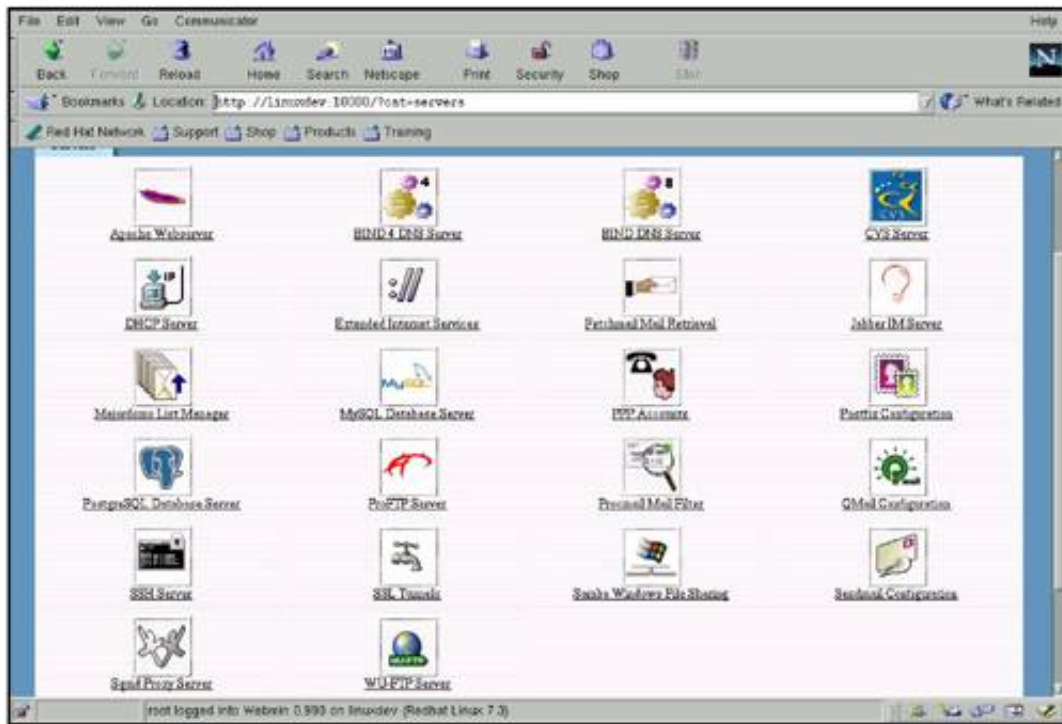 File Edit View Go Communicator Help
Back Forward Reload Home Search Netscape Print Security Shop Stop
Bookmarks Location: http://linuxdev:10000/?cat=servers What's Related
Red Hat Network Support Shop Products Training
4 8
Apache Webserver BIND 4 DNS Server BIND DNS Server CVS Server
IP :// 
DHCP Server Extended Internet Services Fetchmail Mail Retrieval Jabber IM Server
MySQL
Majordomo List Manager MySQL Database Server PPP Accounts Postfix Configuration
PostgreSQL Database Server ProFTP Server Procmail Mail Filter QMail Configuration
SSH Server SSL Tunnels Samba Windows File Sharing Sendmail Configuration
Squid Proxy Server WU-FTP Server
root logged into Webmin 0.990 on linuxdev (Redhat Linux 7.3)